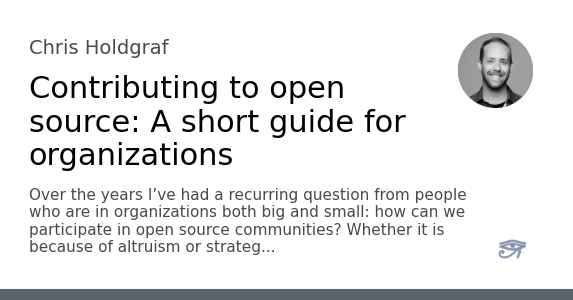 Chris Holdgraf
Contributing to open
source: A short guide for
organizations
Over the years I’ve had a recurring question from people
who are in organizations both big and small: how can we
participate in open source communities? Whether it is
because of altruism or strateg...